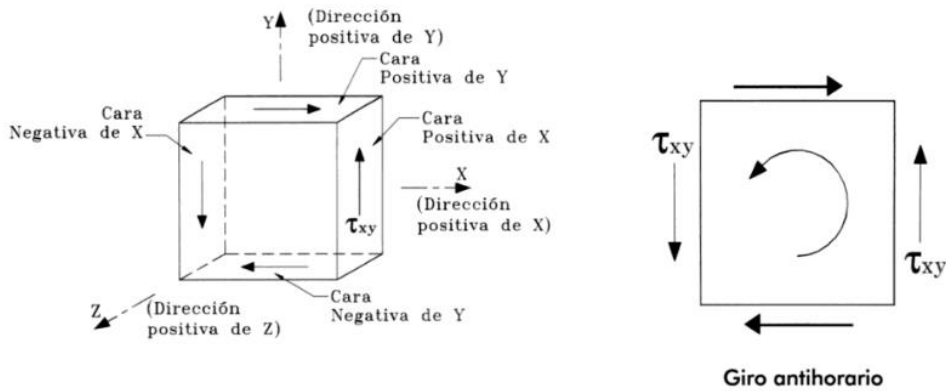 Y
(Dirección
positiva de Y)
Cara
Positiva de Y
Cara
Negativa de X
Cara
Positiva de X
X
(Dirección
positiva de X)
τxy
Z
(Dirección
positiva de Z)
Cara
Negativa de Y
τxy
τxy
Giro antihorario